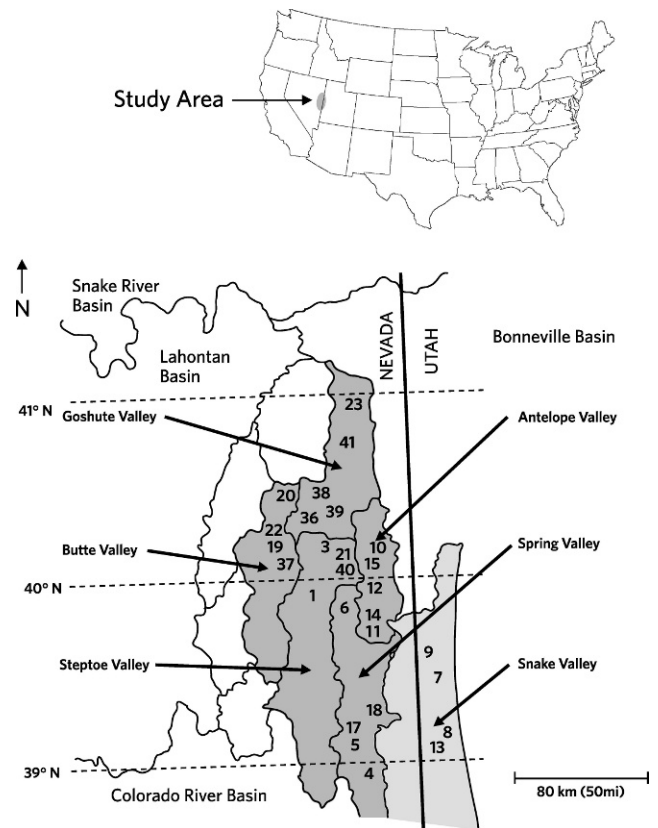 Study Area
N
Snake River
Basin
Lahontan
Basin
NEVADA
UTAH
Bonneville Basin
41° N
Goshute Valley
Antelope Valley
23
41
20
38
36
39
22
19
37
3
21
40
10
15
Butte Valley
Spring Valley
40° N
1
6
12
14
11
Steptoe Valley
9
7
Snake Valley
18
17
5
8
13
39° N
4
Colorado River Basin
80 km (50mi)